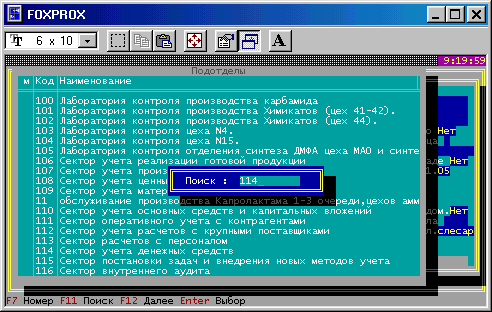 FOXPROX
6 x 10
9:19:59
Подотделы
м Код Наименование
100 Лаборатория контроля производства карбамида
101 Лаборатория контроля производства Химикатов (цех 41-42).
102 Лаборатория контроля производства Химикатов (цех 44).
103 Лаборатория контроля цеха N4.
104 Лаборатория контроля цеха N15.
Нет
105 Лаборатория отделения синтеза ДМФА цеха МАО и синте
106 Сектор учета реализации готовой продукции
Нет
107 Сектор учета произ
.05
108 Сектор учета ценны
Поиск : 114
109 Сектор учета матер
11 обслуживание производства Капролактама 1-3 очереди,цехов амм
110 Сектор учета основных средств и капитальных вложений
дом.Нет
111 Сектор оперативного учета с контрагентами
112 Сектор учета расчетов с крупными поставщиками
.слесар
113 Сектор расчетов с персоналом
114 Сектор учета денежных средств
115 Сектор постановки задач и внедрения новых методов учета
116 Сектор внутреннего аудита
F7 Номер F11 Поиск F12 Далее Enter Выбор